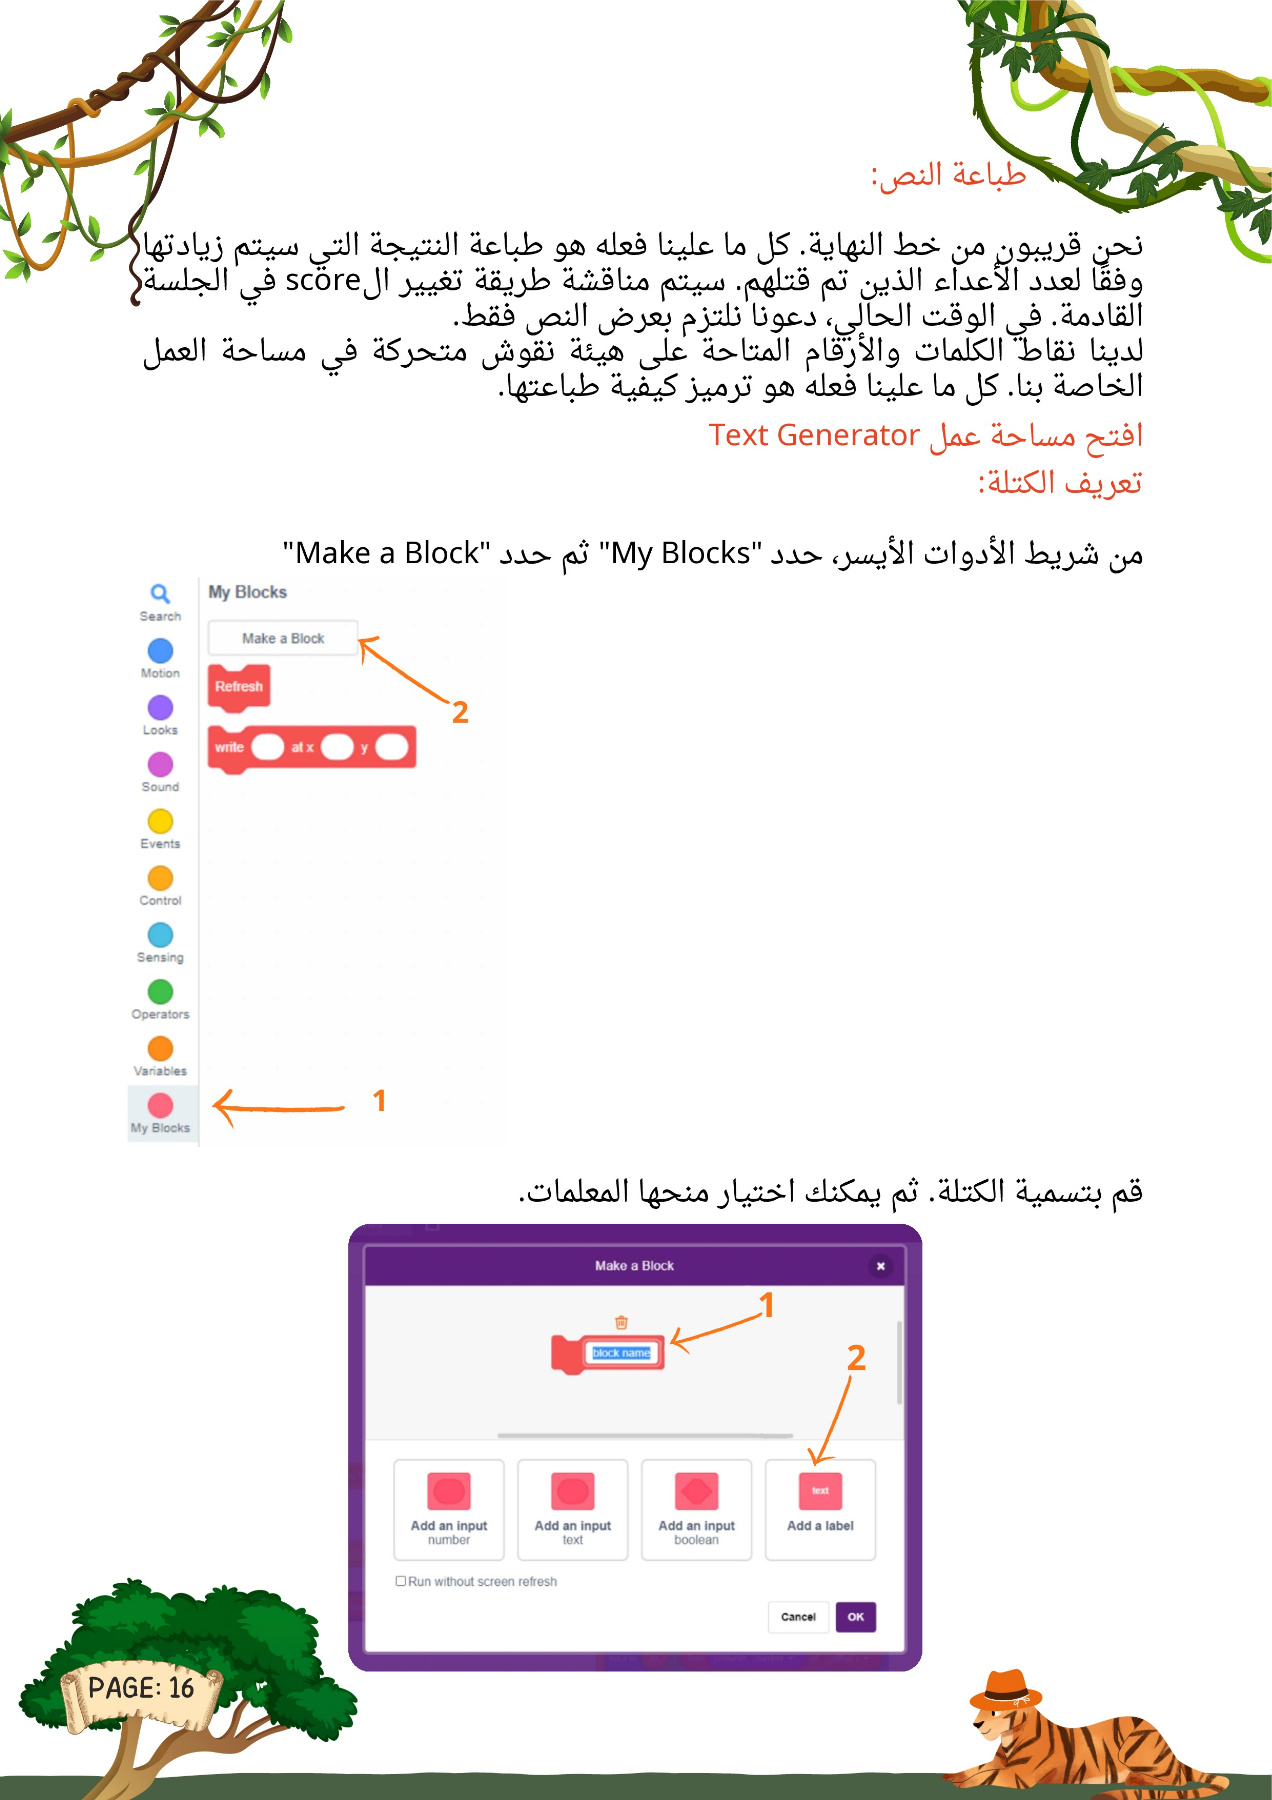 طباعة النص:
نحن قريبون من خط النهاية. كل ما علينا فعله هو طباعة النتيجة التي سيتم زيادتها
وفقًا لعدد الأعداء الذين تم قتلهم. سيتم مناقشة طريقة تغيير الscore في الجلسة
القادمة. في الوقت الحالي، دعونا نلتزم بعرض النص فقط.
لدينا نقاط الكلمات والأرقام المتاحة على هيئة نقوش متحركة في مساحة العمل
الخاصة بنا. كل ما علينا فعله هو ترميز كيفية طباعتها.
افتح مساحة عمل Text Generator
تعريف الكتلة:
من شريط الأدوات الأيسر، حدد "My Blocks" ثم حدد "Make a Block"
My Blocks
Search
Make a Block
Motion
Refresh
2
Looks
write at x y
Sound
Events
Control
Sensing
Operators
Variables
1
My Blocks
قم بتسمية الكتلة. ثم يمكنك اختيار منحها المعلمات.
Make a Block
1
block name
2
text
Add an input
number
Add an input
text
Add an input
boolean
Add a label
Run without screen refresh
Cancel
OK
PAGE: 16